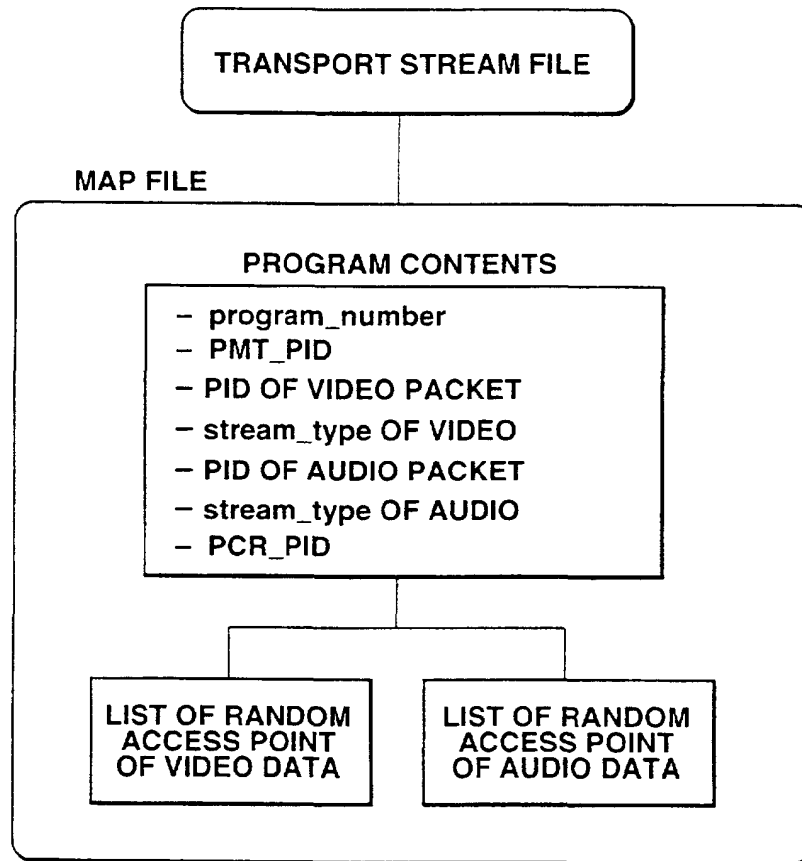 TRANSPORT STREAM FILE
MAP FILE
PROGRAM CONTENTS
– program_number
– PMT_PID
– PID OF VIDEO PACKET
– stream_type OF VIDEO
– PID OF AUDIO PACKET
– stream_type OF AUDIO
– PCR_PID
LIST OF RANDOM
ACCESS POINT
OF VIDEO DATA
LIST OF RANDOM
ACCESS POINT
OF AUDIO DATA